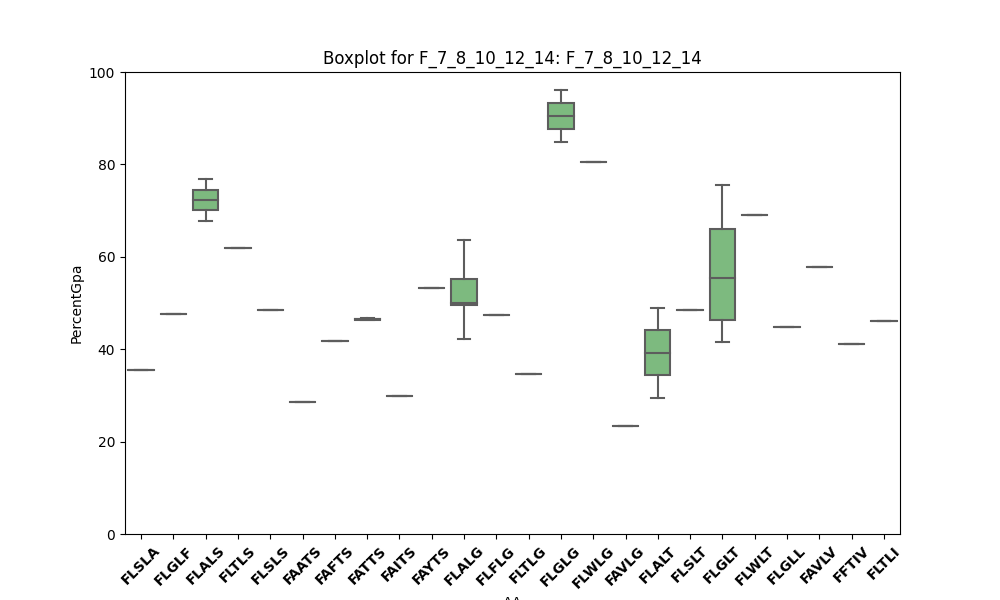 Boxplot for F_7_8_10_12_14: F_7_8_10_12_14
PercentGpa
100
80
60
40
20
0
FLSLA FLGLF FLALS FLTLS FLSLS FAATS FAFTS FATTS FAITS FAYTS FLALG FLFLG FLTLG FLGLG FLWLG FAVLG FLALT FLSLT FLGLT FLWLT FLGLL FAVLV FFTIV FLTLI